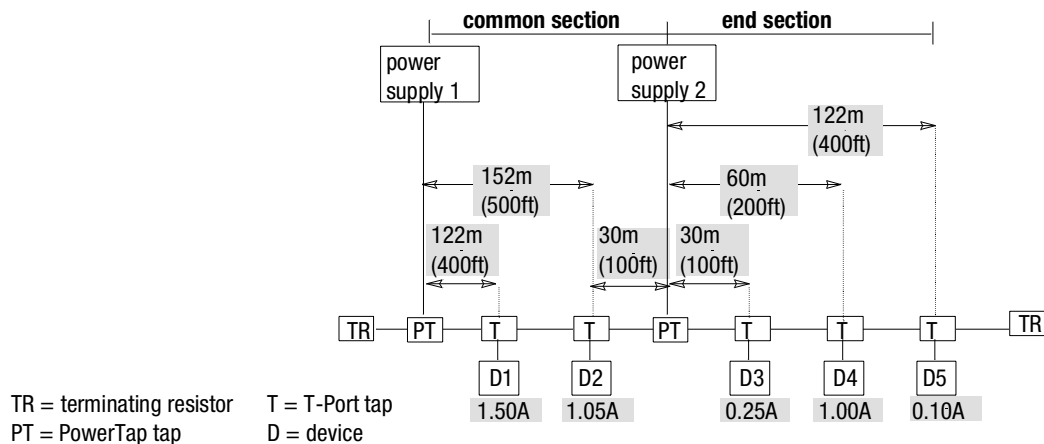 common section end section
power
supply 1
power
supply 2
122m
(400ft)
152m
(500ft)
60m
(200ft)
122m
(400ft)
30m
(100ft)
30m
(100ft)
TR PT T T PT T T T TR
D1 D2 D3 D4 D5
1.50A 1.05A 0.25A 1.00A 0.10A
TR = terminating resistor T = T-Port tap
PT = PowerTap tap D = device